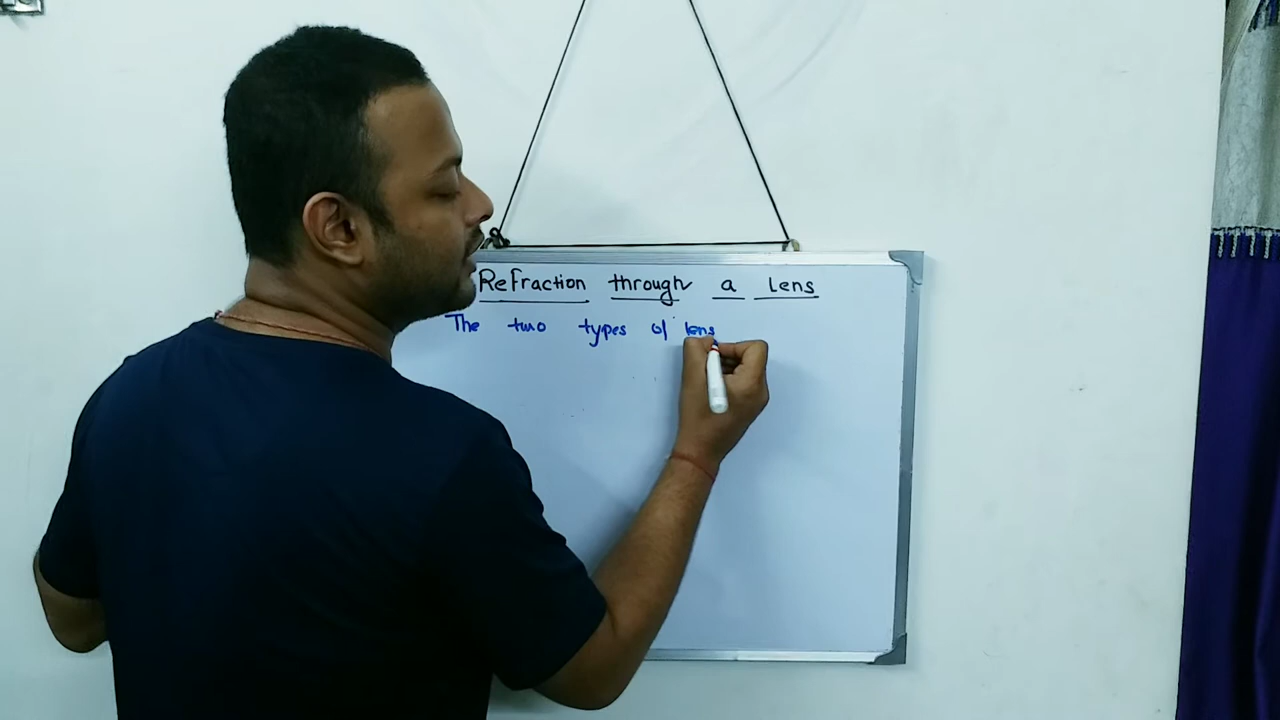 Refraction through a lens
The two types of lens